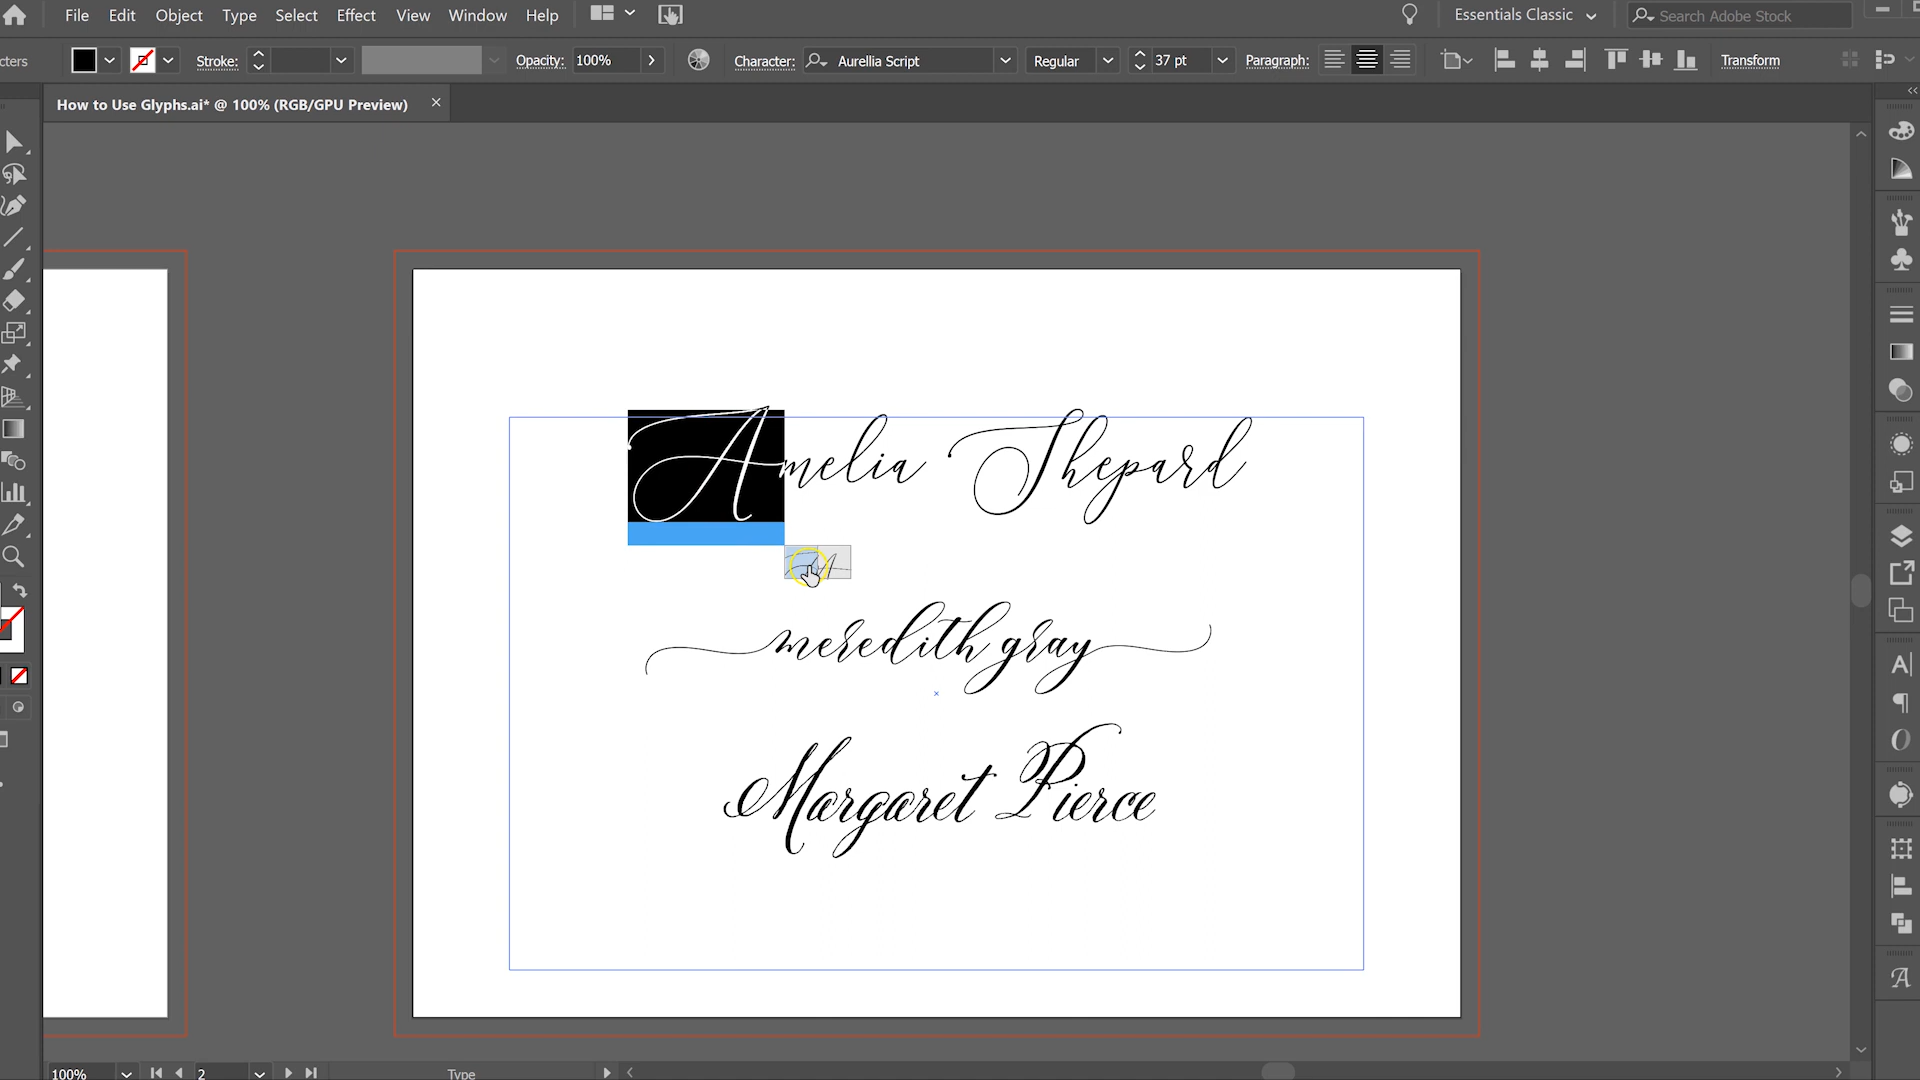 File Edit Object Type Select Effect View Window Help Essentials Classic Search Adobe Stock
cters Stroke: Opacity: 100% Character: Aurellia Script Regular 37 pt Paragraph: Transform
How to Use Glyphs.ai* @ 100% (RGB/GPU Preview) ×
Amelia Shepard
A
meredith gray
Margaret Pierce
100% 2 Type